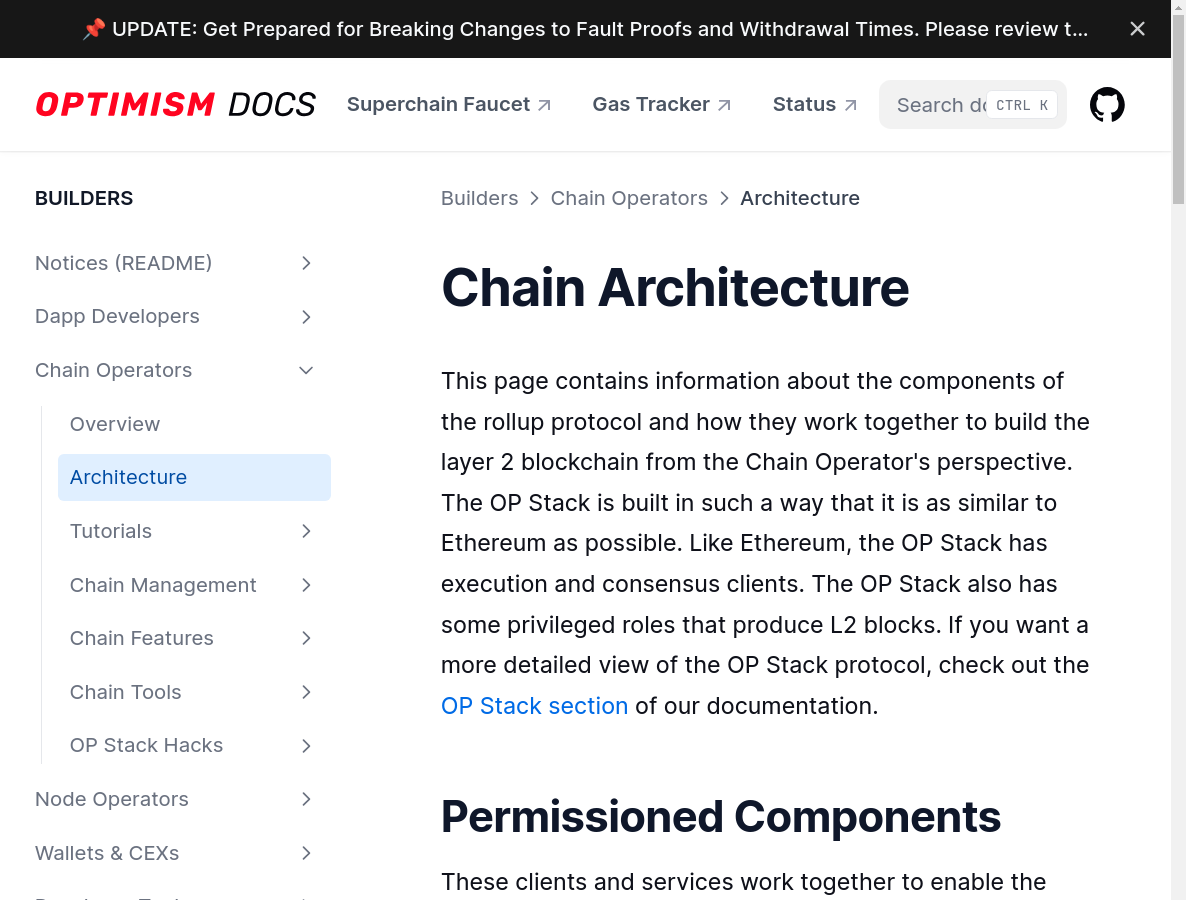 📌 UPDATE: Get Prepared for Breaking Changes to Fault Proofs and Withdrawal Times. Please review t...
OPTIMISM DOCS
Superchain Faucet
Gas Tracker
Status
Search do
CTRL K
BUILDERS
Notices (README)
Dapp Developers
Chain Operators
Overview
Architecture
Tutorials
Chain Management
Chain Features
Chain Tools
OP Stack Hacks
Node Operators
Wallets & CEXs
Builders > Chain Operators > Architecture
Chain Architecture
This page contains information about the components of
the rollup protocol and how they work together to build the
layer 2 blockchain from the Chain Operator's perspective.
The OP Stack is built in such a way that it is as similar to
Ethereum as possible. Like Ethereum, the OP Stack has
execution and consensus clients. The OP Stack also has
some privileged roles that produce L2 blocks. If you want a
more detailed view of the OP Stack protocol, check out the
OP Stack section of our documentation.
Permissioned Components
These clients and services work together to enable the